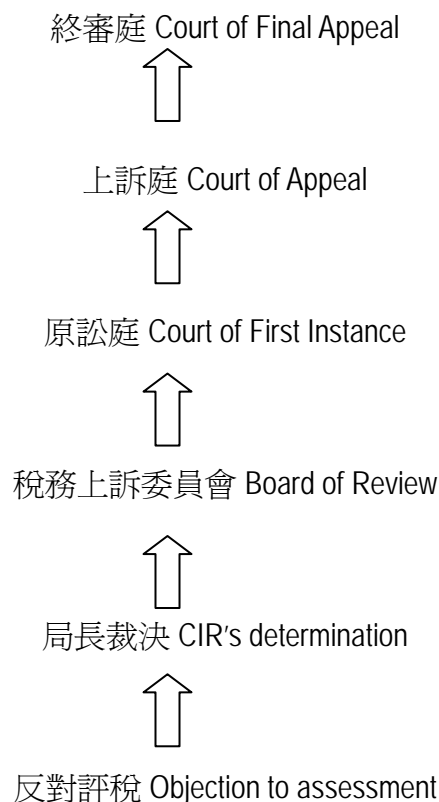 終審庭 Court of Final Appeal
上訴庭 Court of Appeal
原訟庭 Court of First Instance
稅務上訴委員會 Board of Review
局長裁決 CIR's determination
反對評稅 Objection to assessment